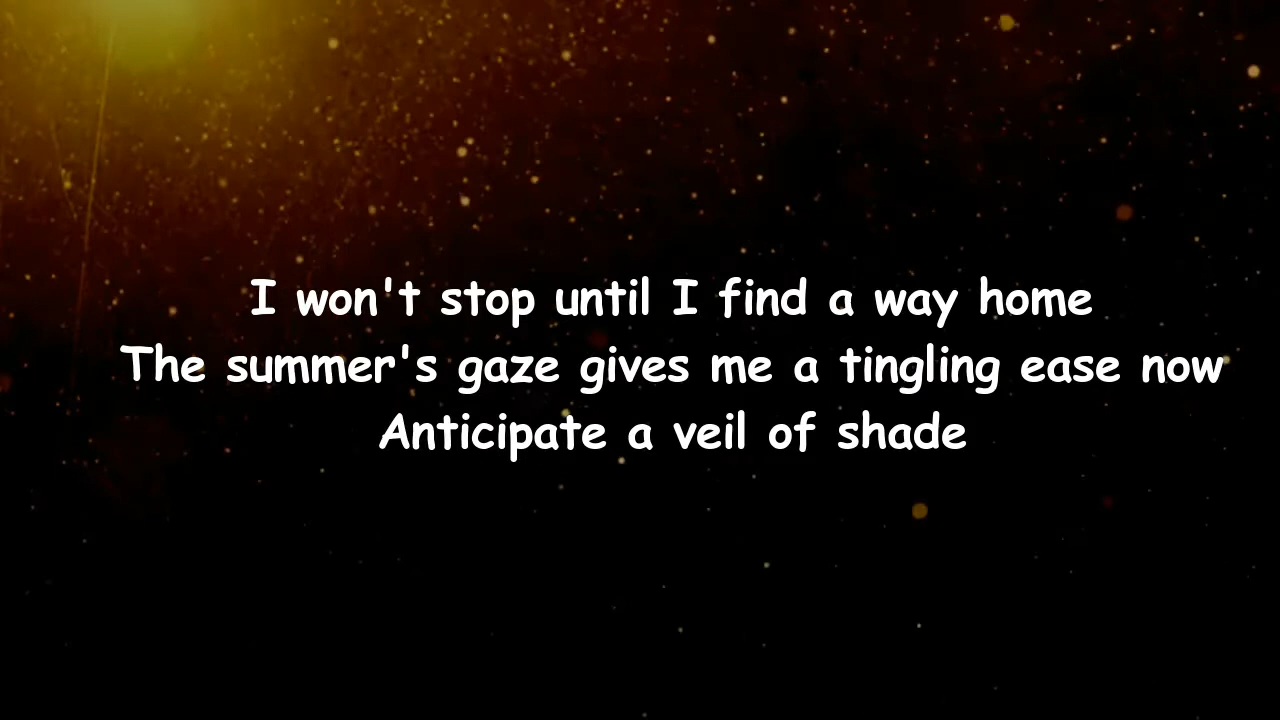 I won't stop until I find a way home
The summer's gaze gives me a tingling ease now
Anticipate a veil of shade